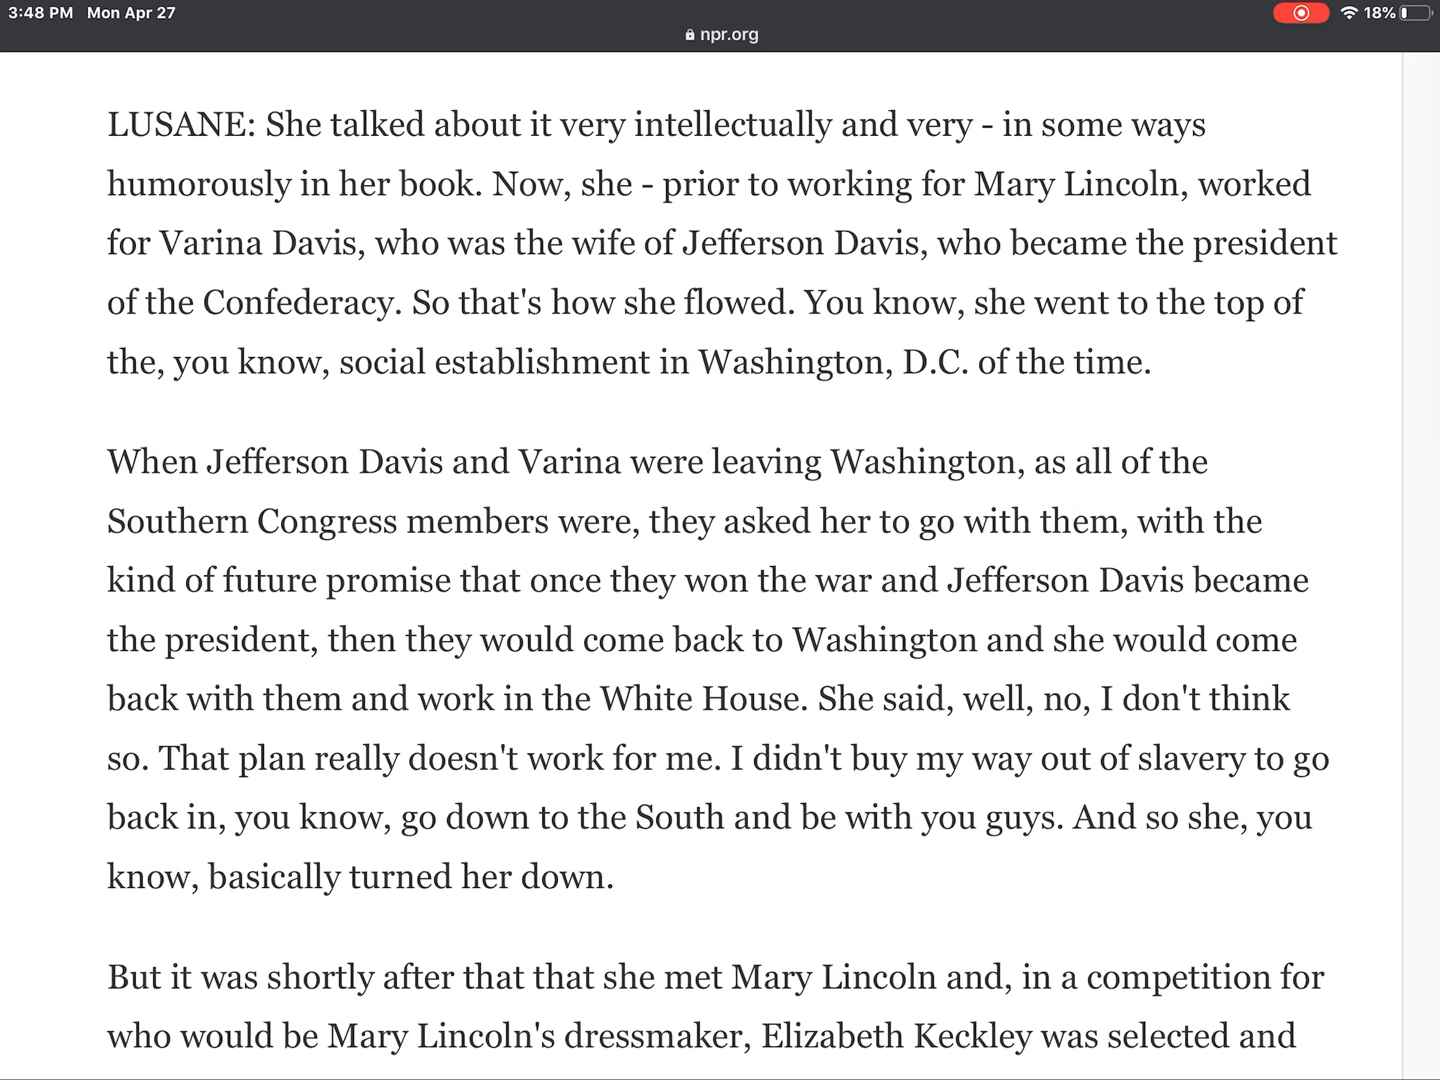 3:48 PM Mon Apr 27
18%
npr.org
LUSANE: She talked about it very intellectually and very - in some ways
humorously in her book. Now, she - prior to working for Mary Lincoln, worked
for Varina Davis, who was the wife of Jefferson Davis, who became the president
of the Confederacy. So that's how she flowed. You know, she went to the top of
the, you know, social establishment in Washington, D.C. of the time.
When Jefferson Davis and Varina were leaving Washington, as all of the
Southern Congress members were, they asked her to go with them, with the
kind of future promise that once they won the war and Jefferson Davis became
the president, then they would come back to Washington and she would come
back with them and work in the White House. She said, well, no, I don't think
so. That plan really doesn't work for me. I didn't buy my way out of slavery to go
back in, you know, go down to the South and be with you guys. And so she, you
know, basically turned her down.
But it was shortly after that that she met Mary Lincoln and, in a competition for
who would be Mary Lincoln's dressmaker, Elizabeth Keckley was selected and